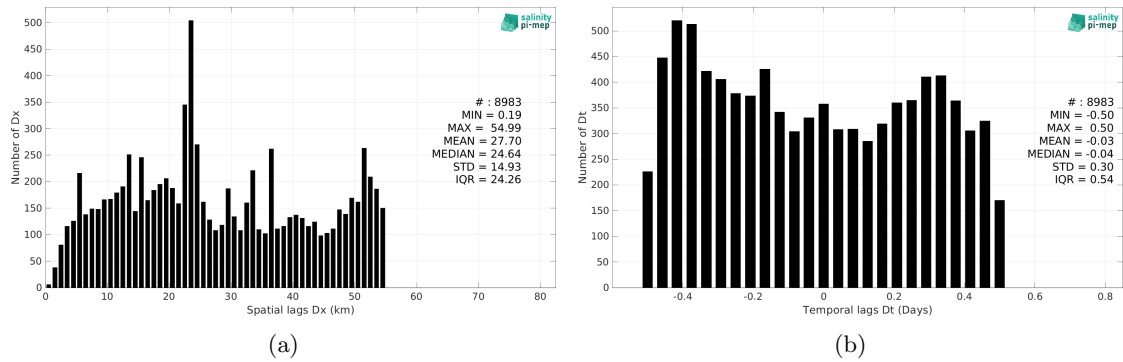 salinity
pi-mep
500
450
400
350
300
250
200
150
100
50
0
Number of Dx
# : 8983
MIN = 0.19
MAX = 54.99
MEAN = 27.70
MEDIAN = 24.64
STD = 14.93
IQR = 24.26
0 10 20 30 40 50 60 70 80
Spatial lags Dx (km)
(a)
salinity
pi-mep
500
450
400
350
300
250
200
150
100
50
0
Number of Dt
# : 8983
MIN = -0.50
MAX = 0.50
MEAN = -0.03
MEDIAN = -0.04
STD = 0.30
IQR = 0.54
-0.4 -0.2 0 0.2 0.4 0.6 0.8
Temporal lags Dt (Days)
(b)